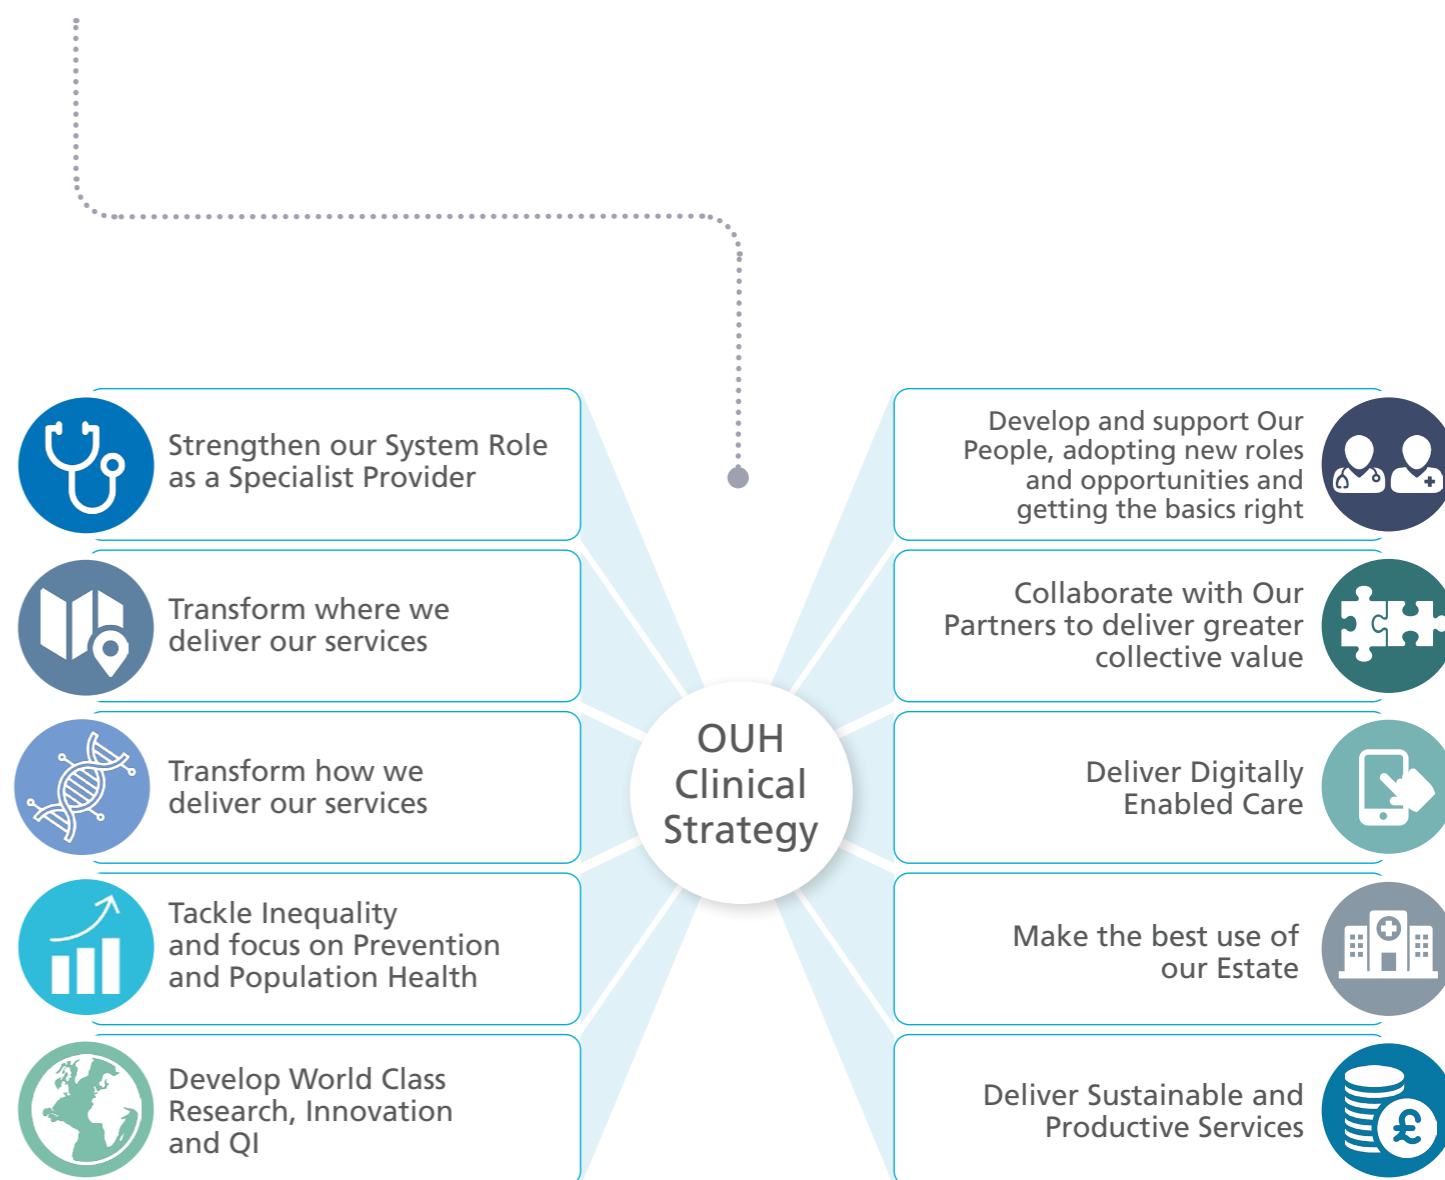 Strengthen our System Role
as a Specialist Provider
Transform where we
deliver our services
Transform how we
deliver our services
Tackle Inequality
and focus on Prevention
and Population Health
Develop World Class
Research, Innovation
and QI
OUH
Clinical
Strategy
Develop and support Our
People, adopting new roles
and opportunities and
getting the basics right
Collaborate with Our
Partners to deliver greater
collective value
Deliver Digitally
Enabled Care
Make the best use of
our Estate
Deliver Sustainable and
Productive Services
£